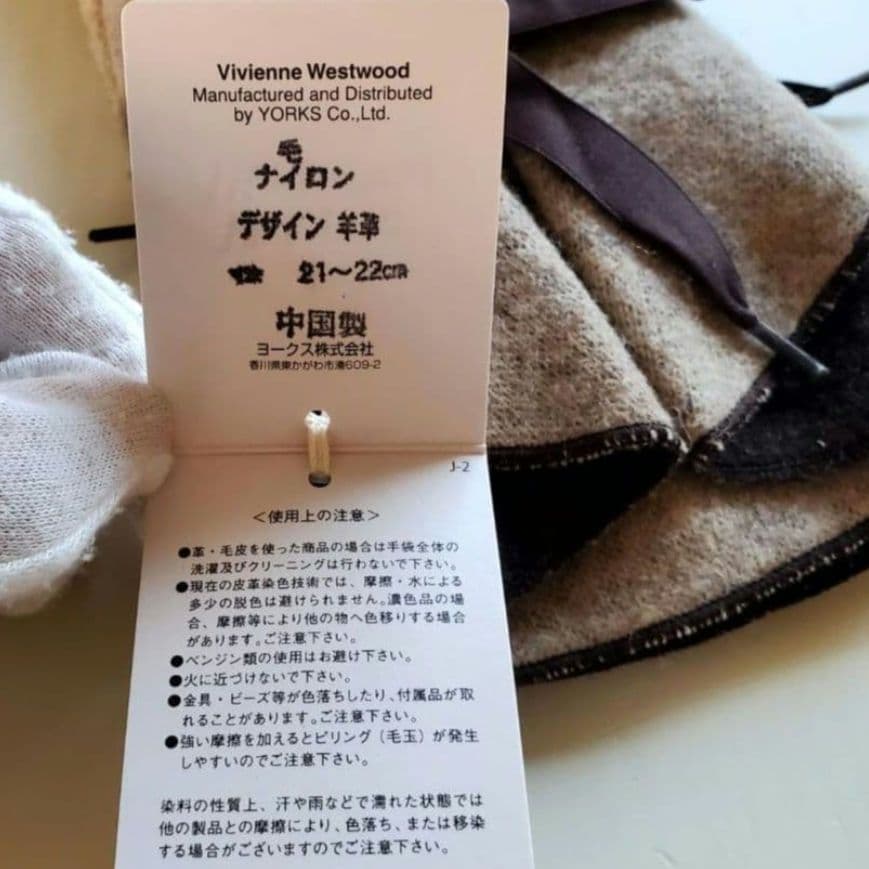 Vivienne Westwood
Manufactured and Distributed
by YORKS Co.,Ltd.
毛
ナイロン
デザイン 羊革
21～22cm
中国製
ヨークス株式会社
香川県東かがわ市湊609-2
J-2
＜使用上の注意＞
●革・毛皮を使った商品の場合は手袋全体の
洗濯及びクリーニングは行わないで下さい。
●現在の皮革染色技術では、摩擦・水による
多少の脱色は避けられません。濃色品の場
合、摩擦等により他の物へ色移りする場合
があります。ご注意下さい。
●ベンジン類の使用はお避け下さい。
●火に近づけないで下さい。
●金具・ビーズ等が色落ちしたり、付属品が取
れることがあります。ご注意下さい。
●強い摩擦を加えるとピリング（毛玉）が発生
しやすいのでご注意下さい。
染料の性質上、汗や雨などで濡れた状態では
他の製品との摩擦により、色落ち、または移染
する場合がございますのでご注意下さい。